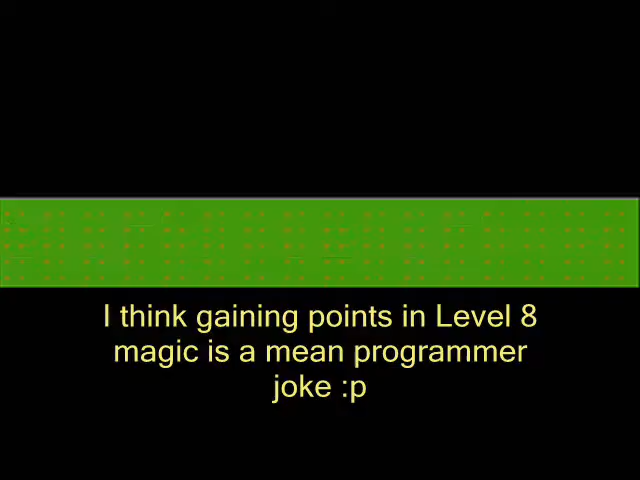 I think gaining points in Level 8
magic is a mean programmer
joke :p